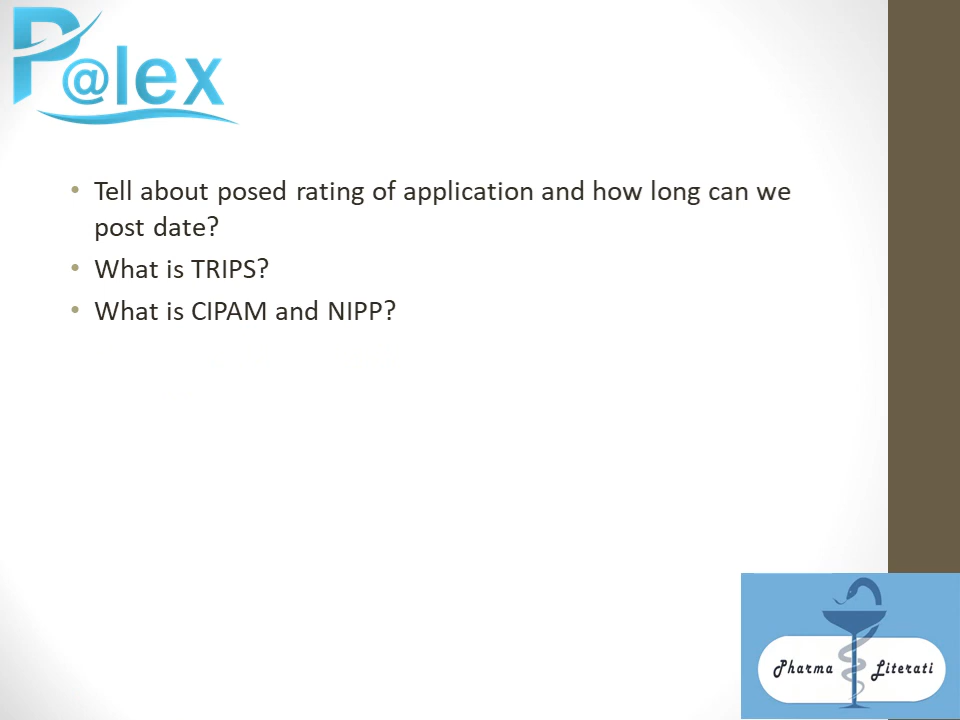 P@lex
• Tell about posed rating of application and how long can we
post date?
• What is TRIPS?
• What is CIPAM and NIPP?
Pharma Literati